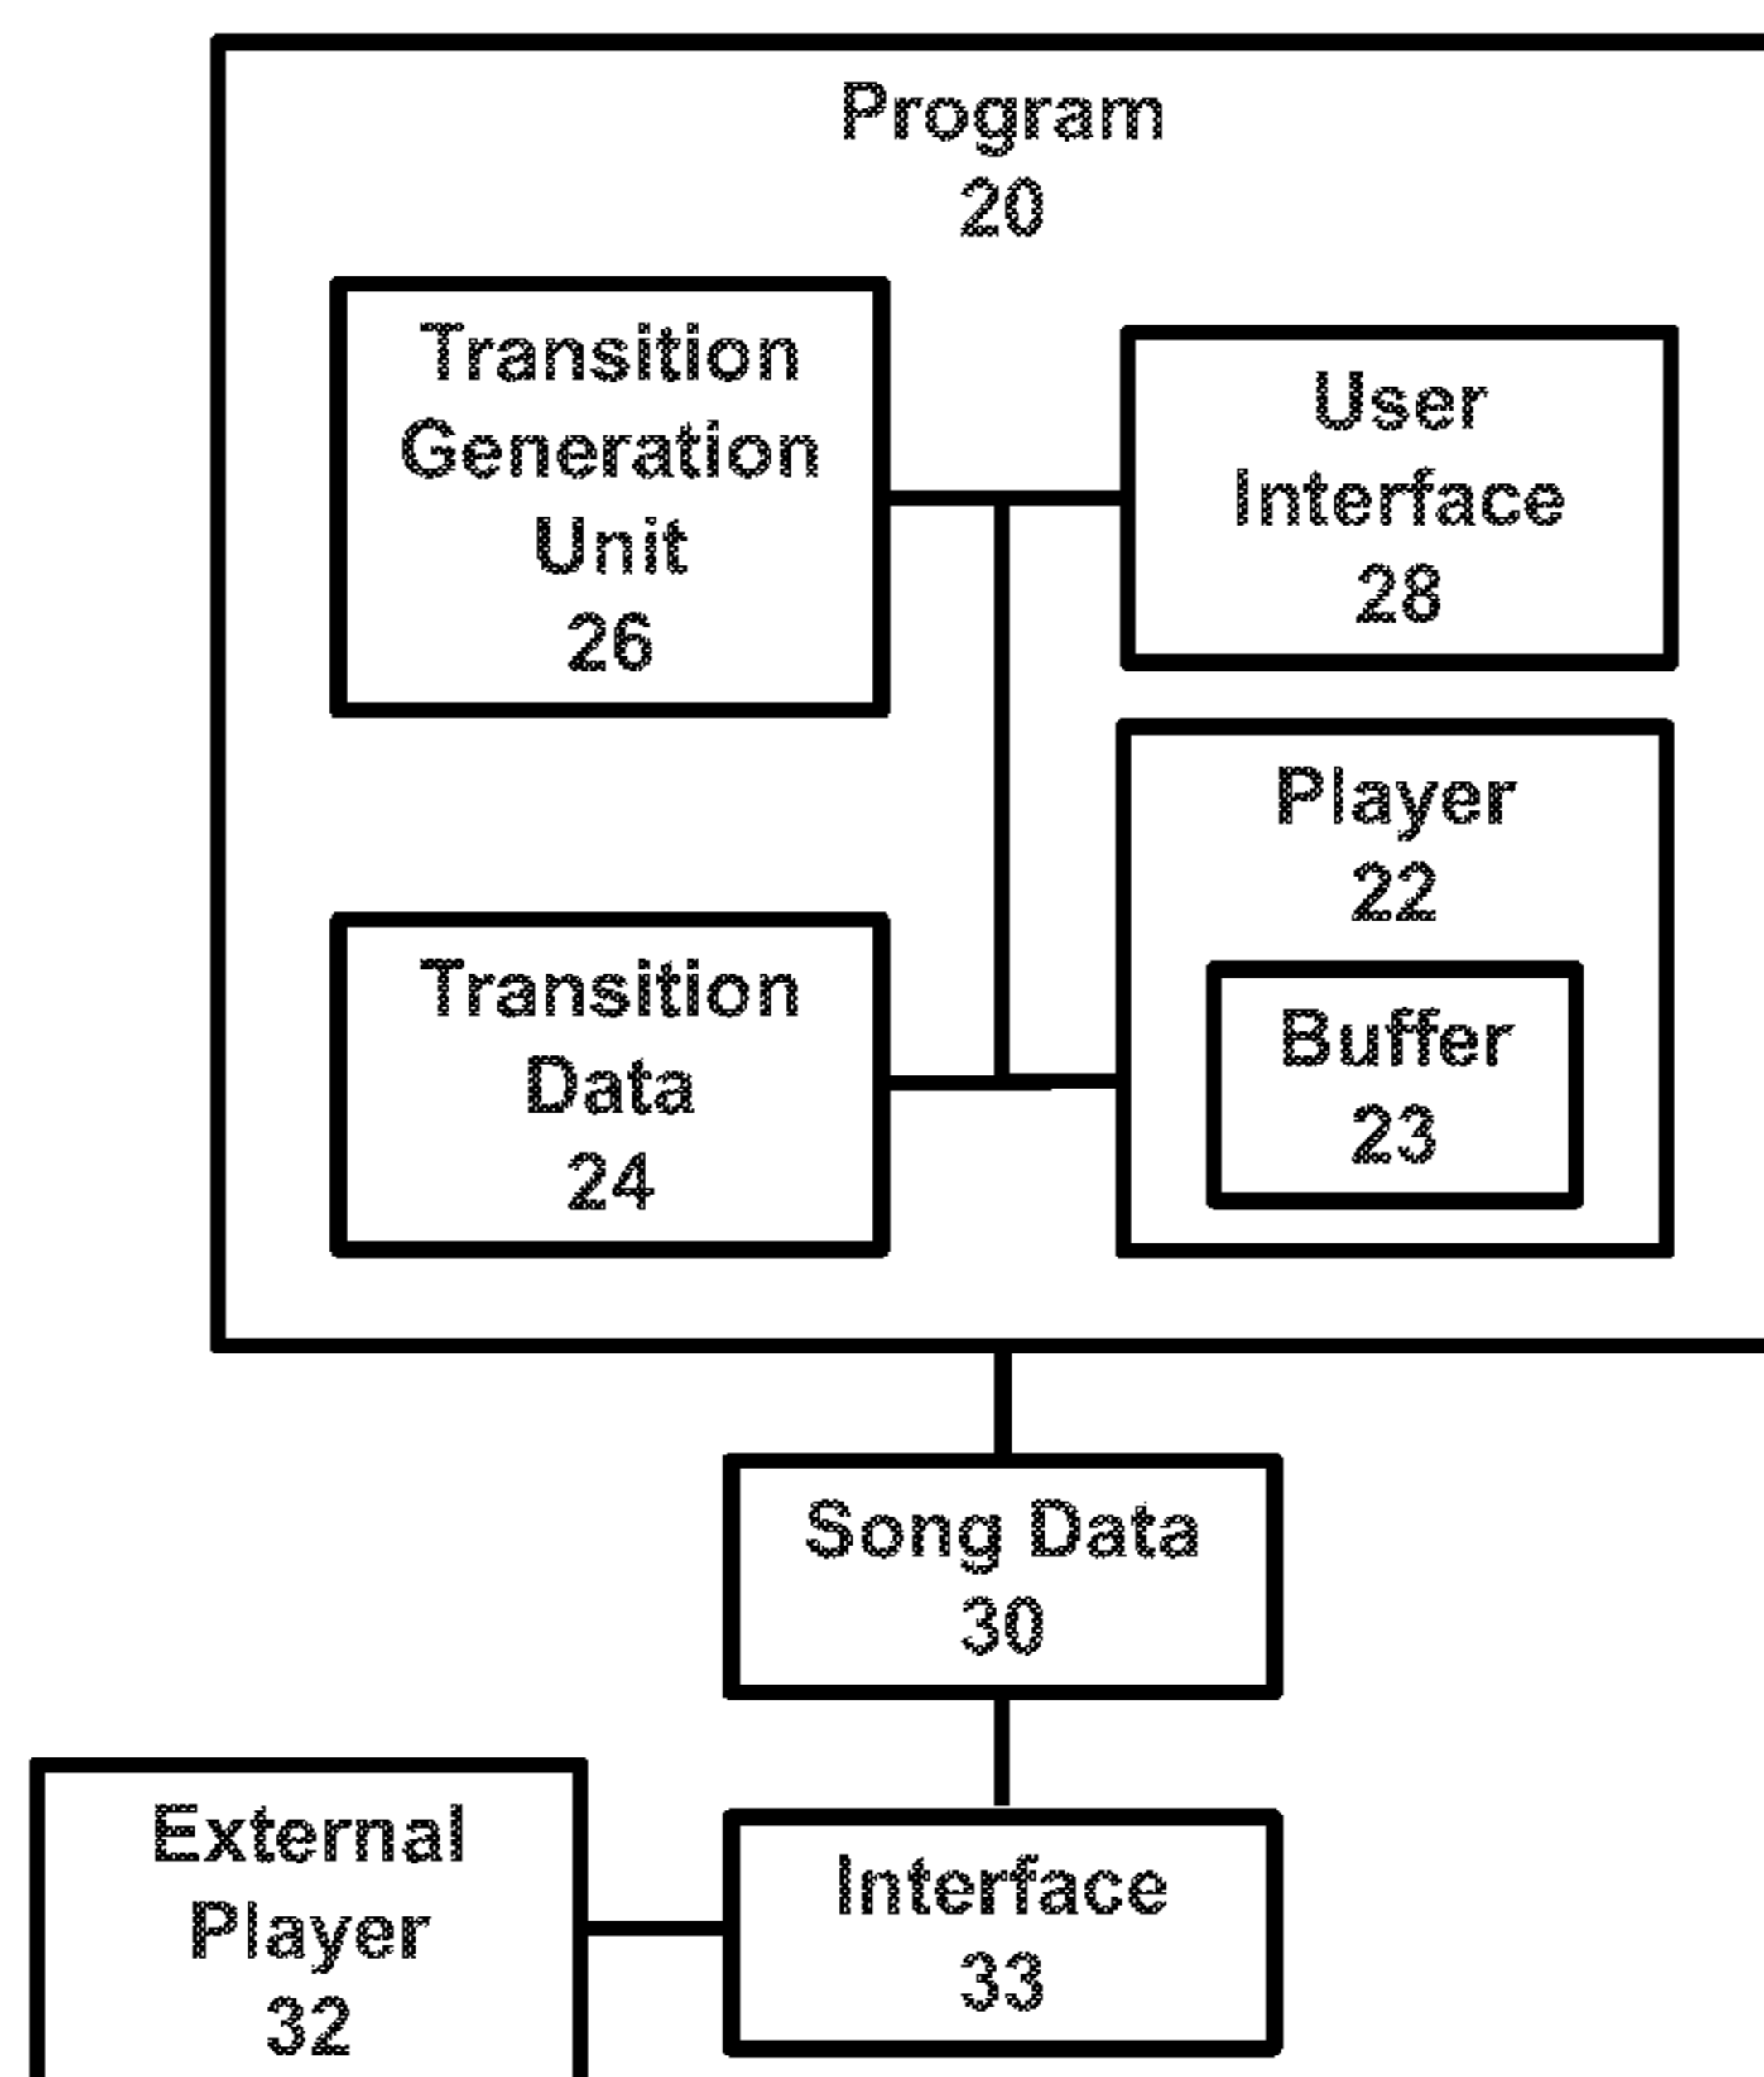 Program
20
Transition
Generation
Unit
26
User
Interface
28
Player
22
Buffer
23
Transition
Data
24
Song Data
30
External
Player
32
Interface
33